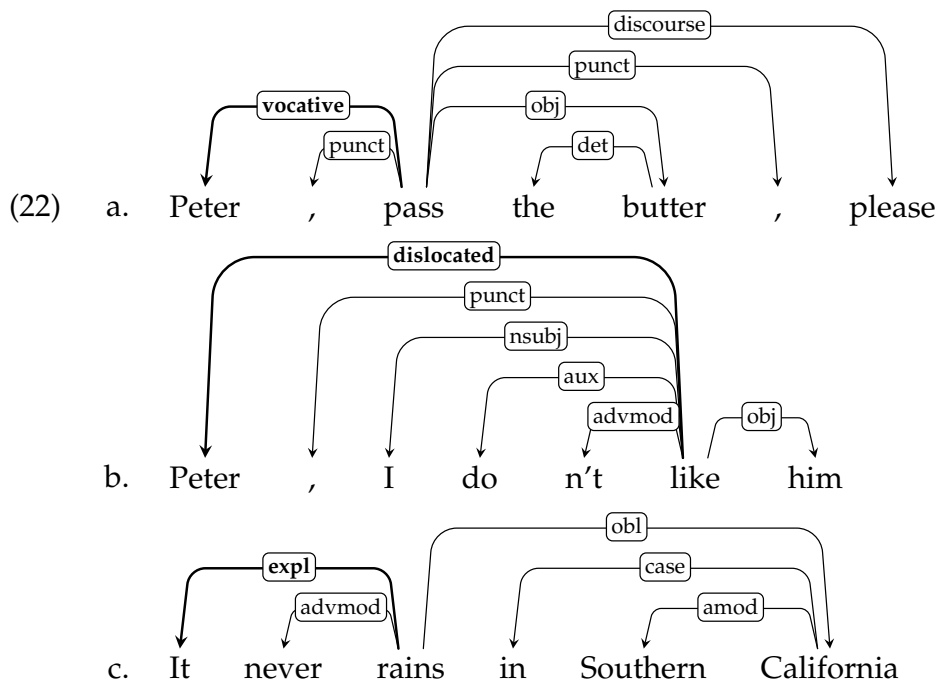 discourse
punct
vocative obj
punct det
(22) a. Peter , pass the butter , please
dislocated
punct
nsubj
aux
advmod obj
b. Peter , I do n't like him
obl
expl case
advmod amod
c. It never rains in Southern California